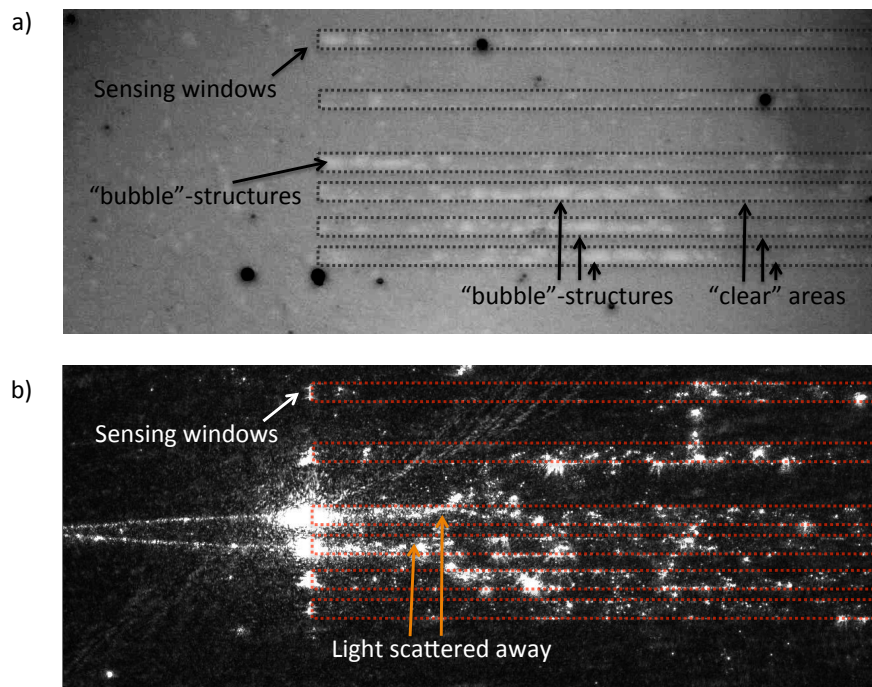 a)
Sensing windows
“bubble”-structures
“bubble”-structures “clear” areas
b)
Sensing windows
Light scattered away